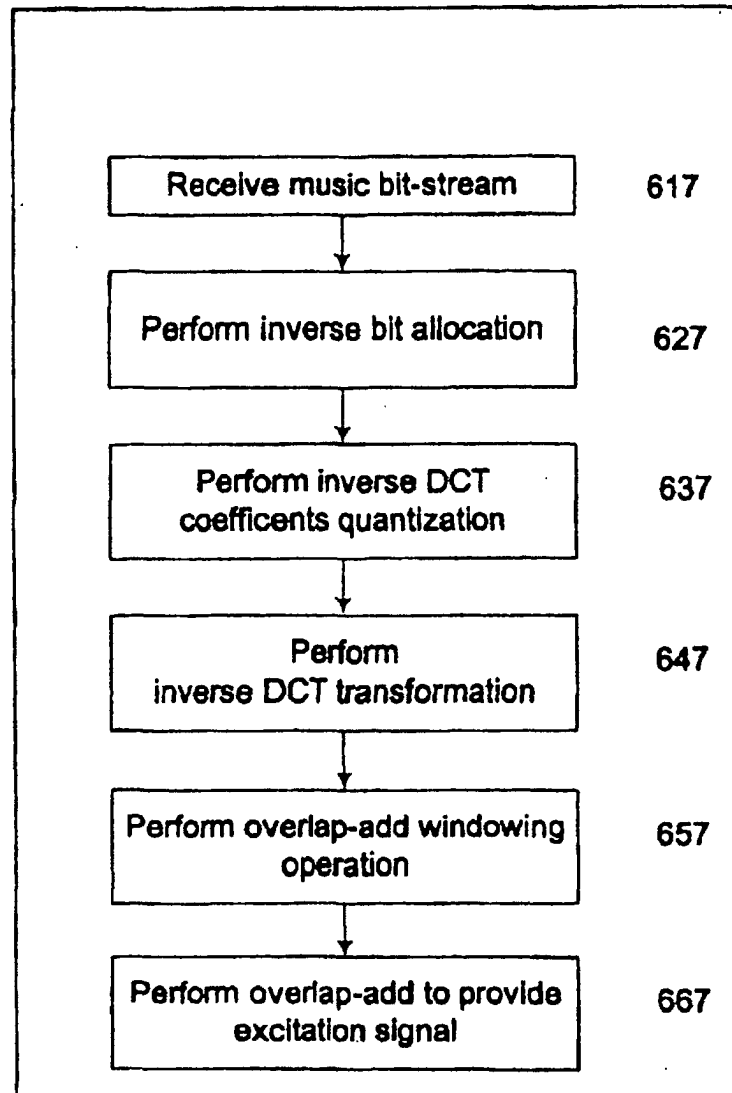 Receive music bit-stream 617
Perform inverse bit allocation 627
Perform inverse DCT 637
coefficents quantization
Perform 647
inverse DCT transformation
Perform overlap-add windowing 657
operation
Perform overlap-add to provide 667
excitation signal